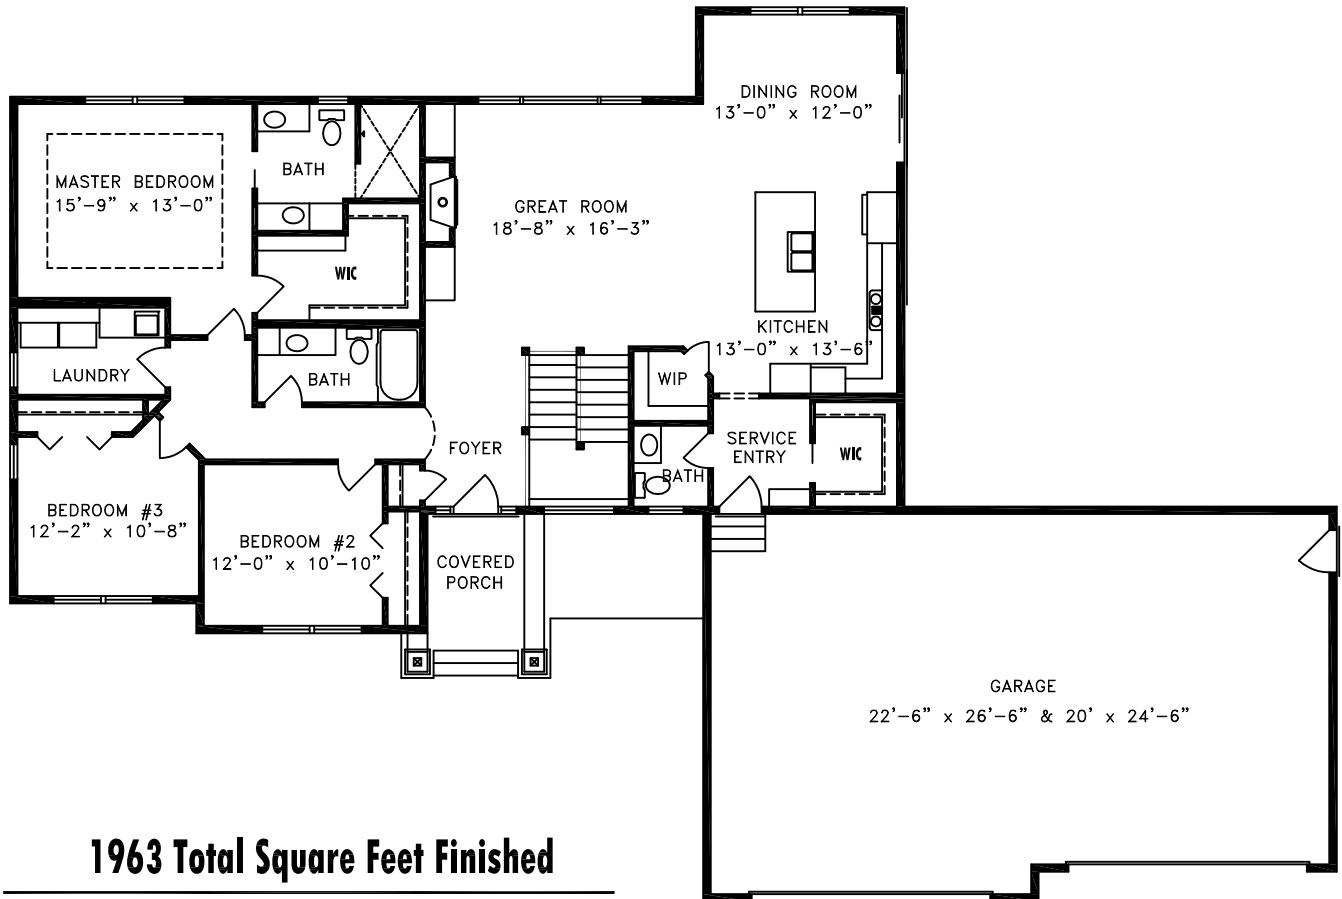 DINING ROOM
13'-0" x 12'-0"
MASTER BEDROOM
15'-9" x 13'-0"
BATH
GREAT ROOM
18'-8" x 16'-3"
WIC
KITCHEN
13'-0" x 13'-6"
LAUNDRY
BATH
WIP
FOYER
SERVICE
ENTRY
WIC
BATH
BEDROOM #3
12'-2" x 10'-8"
BEDROOM #2
12'-0" x 10'-10"
COVERED
PORCH
GARAGE
22'-6" x 26'-6" & 20' x 24'-6"
1963 Total Square Feet Finished